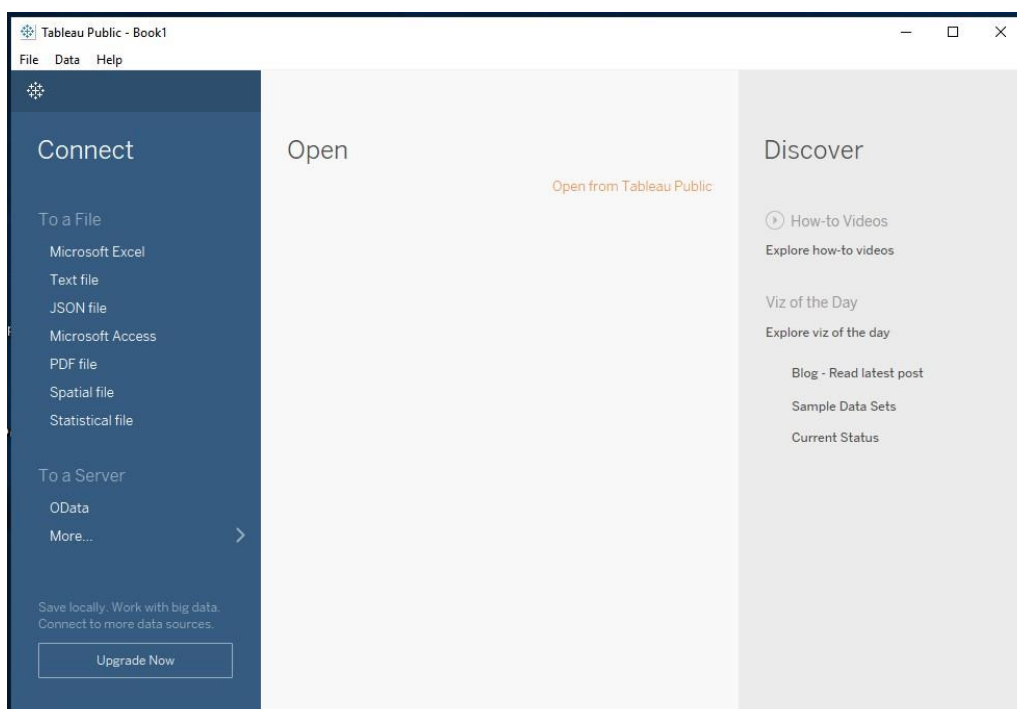 Tableau Public - Book1
File Data Help
Connect
To a File
Microsoft Excel
Text file
JSON file
Microsoft Access
PDF file
Spatial file
Statistical file
To a Server
OData
More...
Save locally. Work with big data.
Connect to more data sources.
Upgrade Now
Open
Open from Tableau Public
Discover
How-to Videos
Explore how-to videos
Viz of the Day
Explore viz of the day
Blog - Read latest post
Sample Data Sets
Current Status